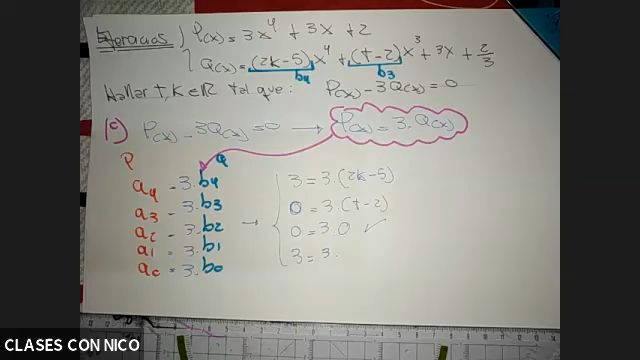 Ejercicios) P(x) = 3x⁴ + 3x + 2
Q(x) = (2k-5)x⁴ + (t-2)x³ + 3x + 2/3
b4 b3
Hallar t, k ∈ ℝ tal que: P(x) - 3Q(x) = 0
1c) P(x) - 3Q(x) = 0 → P(x) = 3.Q(x)
P Q
a4 = 3.b4
a3 = 3.b3
a2 = 3.b2
a1 = 3.b1
a0 = 3.b0
→
3 = 3.(2k-5)
0 = 3.(t-2)
0 = 3.0 ✓
3 = 3.
CLASES CON NICO